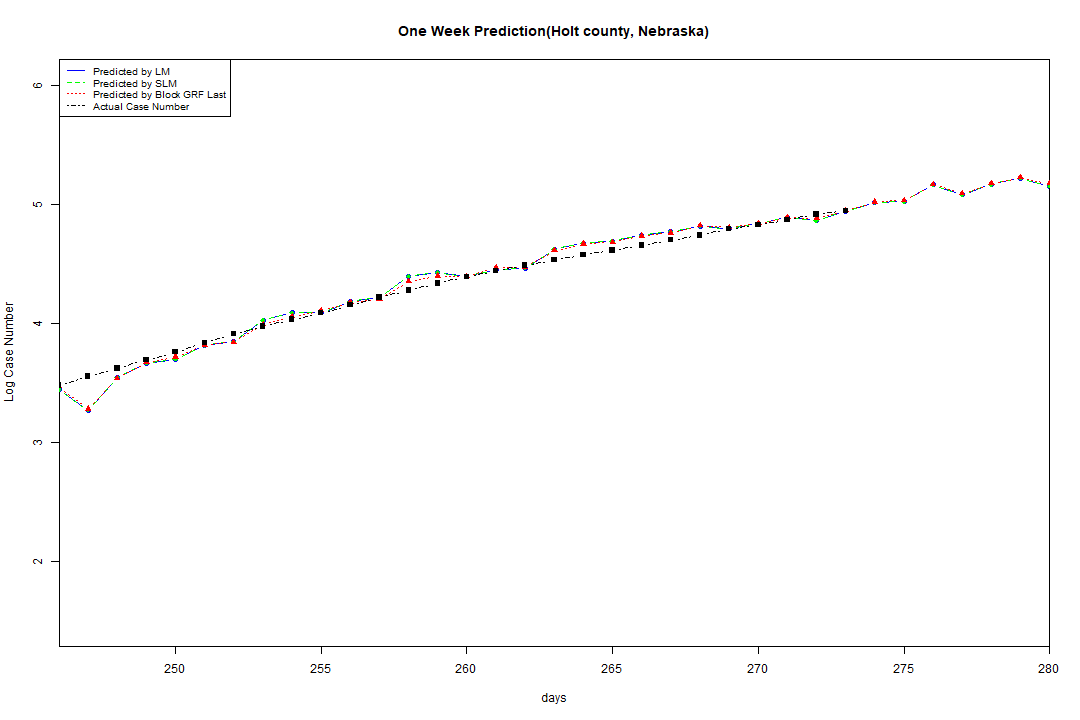 One Week Prediction(Holt county, Nebraska)
Predicted by LM
Predicted by SLM
Predicted by Block GRF Last
Actual Case Number
6
5
4
3
2
Log Case Number
250 255 260 265 270 275 280
days